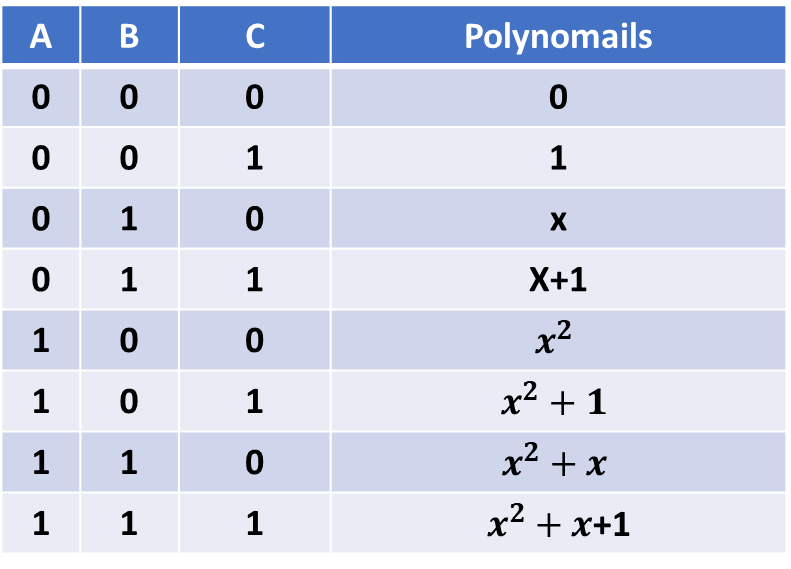 A B C Polynomails
0 0 0 0
0 0 1 1
0 1 0 x
0 1 1 X+1
1 0 0 x²
1 0 1 x² + 1
1 1 0 x² + x
1 1 1 x² + x+1